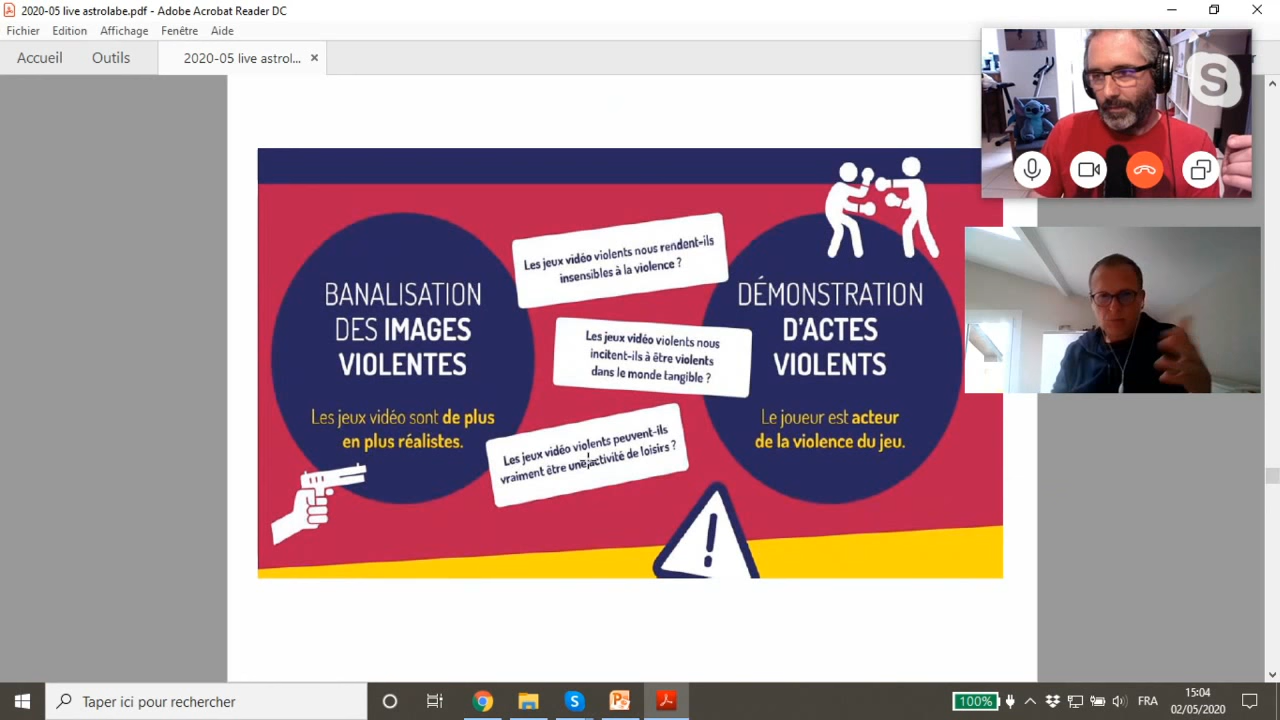 2020-05 live astrolabe.pdf - Adobe Acrobat Reader DC
Fichier Edition Affichage Fenêtre Aide
Accueil Outils 2020-05 live astrol... ×
S
Les jeux vidéo violents nous rendent-ils
insensibles à la violence ?
BANALISATION
DES IMAGES
VIOLENTES
Les jeux vidéo sont de plus
en plus réalistes.
Les jeux vidéo violents nous
incitent-ils à être violents
dans le monde tangible ?
DÉMONSTRATION
D'ACTES
VIOLENTS
Le joueur est acteur
de la violence du jeu.
Les jeux vidéo violents peuvent-ils
vraiment être une activité de loisirs ?
!
Taper ici pour rechercher
100%
FRA
15:04
02/05/2020